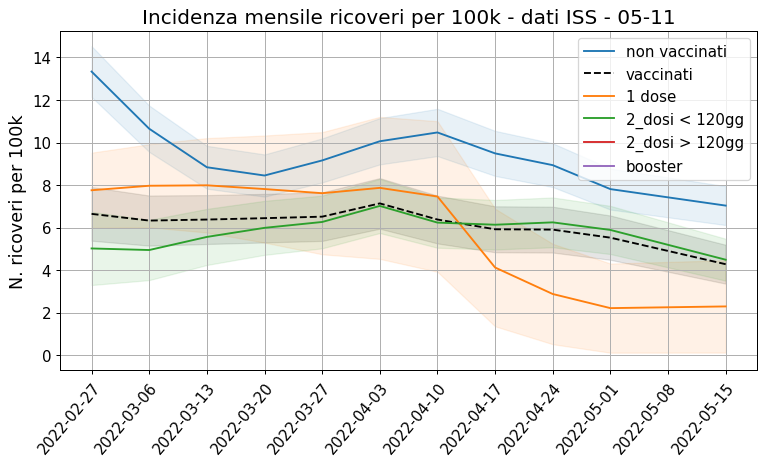 Incidenza mensile ricoveri per 100k - dati ISS - 05-11
N. ricoveri per 100k
14
12
10
8
6
4
2
0
non vaccinati
vaccinati
1 dose
2_dosi < 120gg
2_dosi > 120gg
booster
2022-02-27
2022-03-06
2022-03-13
2022-03-20
2022-03-27
2022-04-03
2022-04-10
2022-04-17
2022-04-24
2022-05-01
2022-05-08
2022-05-15